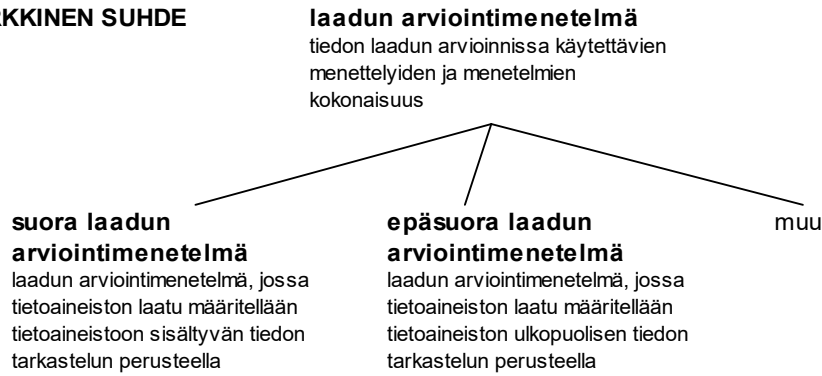 RKKINEN SUHDE
laadun arviointimenetelmä
tiedon laadun arvioinnissa käytettävien
menettelyiden ja menetelmien
kokonaisuus
suora laadun
arviointimenetelmä
laadun arviointimenetelmä, jossa
tietoaineiston laatu määritellään
tietoaineistoon sisältyvän tiedon
tarkastelun perusteella
epäsuora laadun
arviointimenetelmä
laadun arviointimenetelmä, jossa
tietoaineiston laatu määritellään
tietoaineiston ulkopuolisen tiedon
tarkastelun perusteella
muu